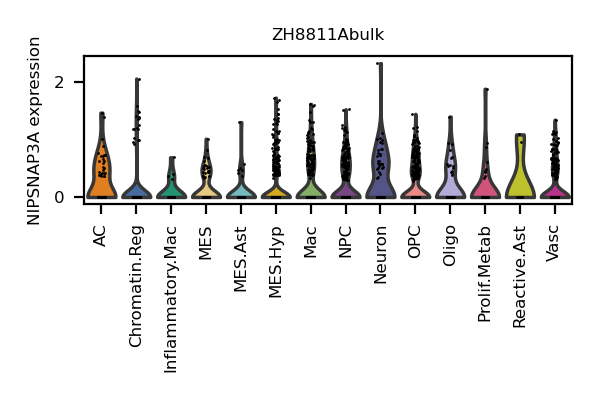 ZH8811Abulk
NIPSNAP3A expression
2
0
AC
Chromatin.Reg
Inflammatory.Mac
MES
MES.Ast
MES.Hyp
Mac
NPC
Neuron
OPC
Oligo
Prolif.Metab
Reactive.Ast
Vasc